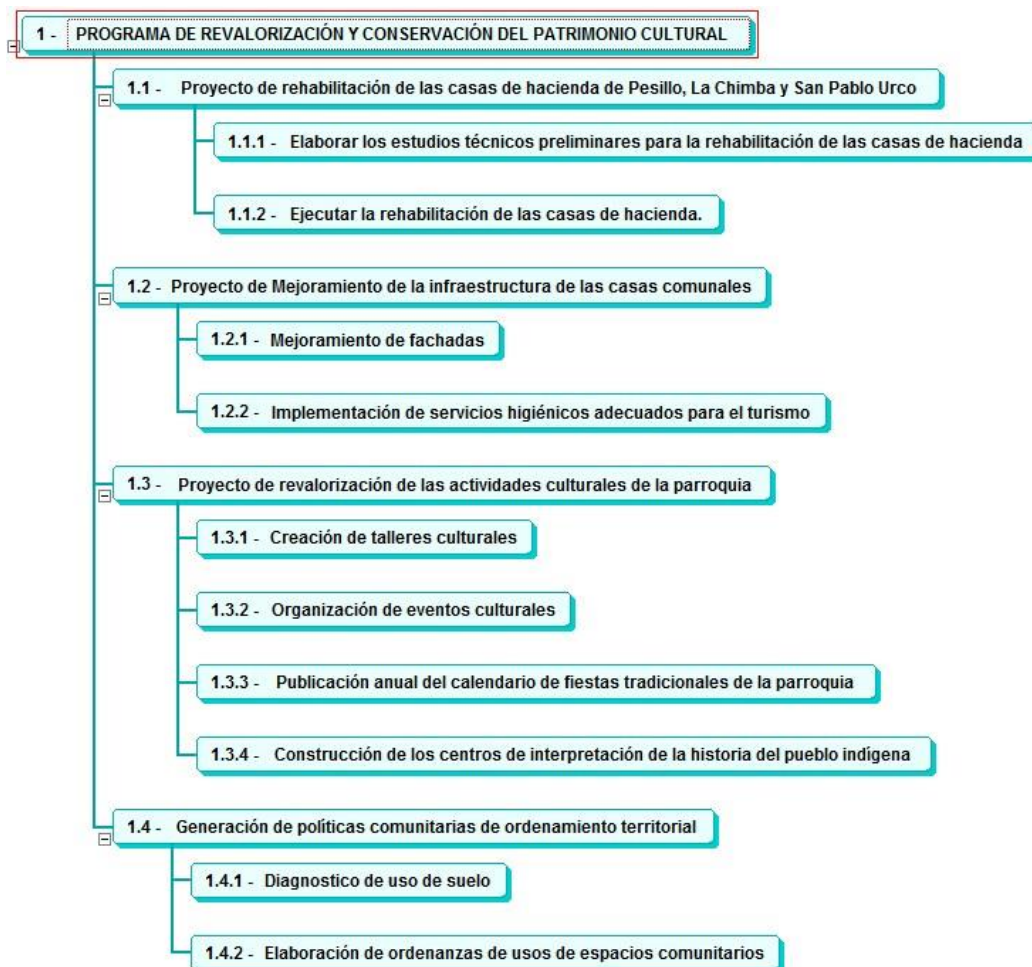 1 - PROGRAMA DE REVALORIZACIÓN Y CONSERVACIÓN DEL PATRIMONIO CULTURAL
1.1 - Proyecto de rehabilitación de las casas de hacienda de Pesillo, La Chimba y San Pablo Urco
1.1.1 - Elaborar los estudios técnicos preliminares para la rehabilitación de las casas de hacienda
1.1.2 - Ejecutar la rehabilitación de las casas de hacienda.
1.2 - Proyecto de Mejoramiento de la infraestructura de las casas comunales
1.2.1 - Mejoramiento de fachadas
1.2.2 - Implementación de servicios higiénicos adecuados para el turismo
1.3 - Proyecto de revalorización de las actividades culturales de la parroquia
1.3.1 - Creación de talleres culturales
1.3.2 - Organización de eventos culturales
1.3.3 - Publicación anual del calendario de fiestas tradicionales de la parroquia
1.3.4 - Construcción de los centros de interpretación de la historia del pueblo indígena
1.4 - Generación de políticas comunitarias de ordenamiento territorial
1.4.1 - Diagnostico de uso de suelo
1.4.2 - Elaboración de ordenanzas de usos de espacios comunitarios